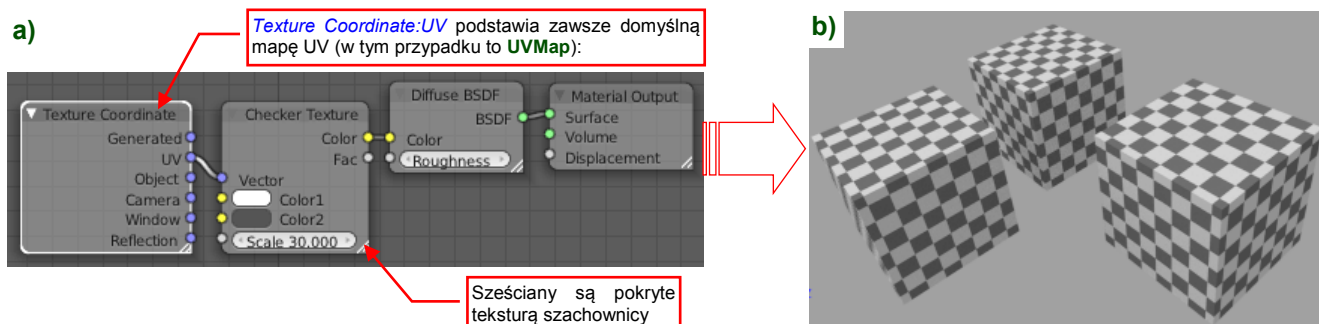 a)
Texture Coordinate:UV podstawia zawsze domyślną
mapę UV (w tym przypadku to UVMap):
Texture Coordinate
Generated
UV
Object
Camera
Window
Reflection
Checker Texture
Color
Fac
Vector
Color1
Color2
Scale 30.000
Diffuse BSDF
BSDF
Color
Roughness
Material Output
Surface
Volume
Displacement
Sześciany są pokryte
teksturą szachownicy
b)